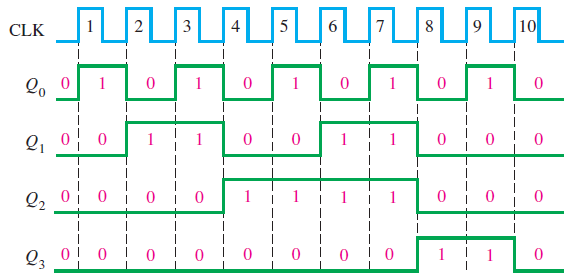 CLK 1 2 3 4 5 6 7 8 9 10
Q0 0 1 0 1 0 1 0 1 0 1 0
Q1 0 0 1 1 0 0 1 1 0 0 0
Q2 0 0 0 0 1 1 1 1 0 0 0
Q3 0 0 0 0 0 0 0 0 1 1 0